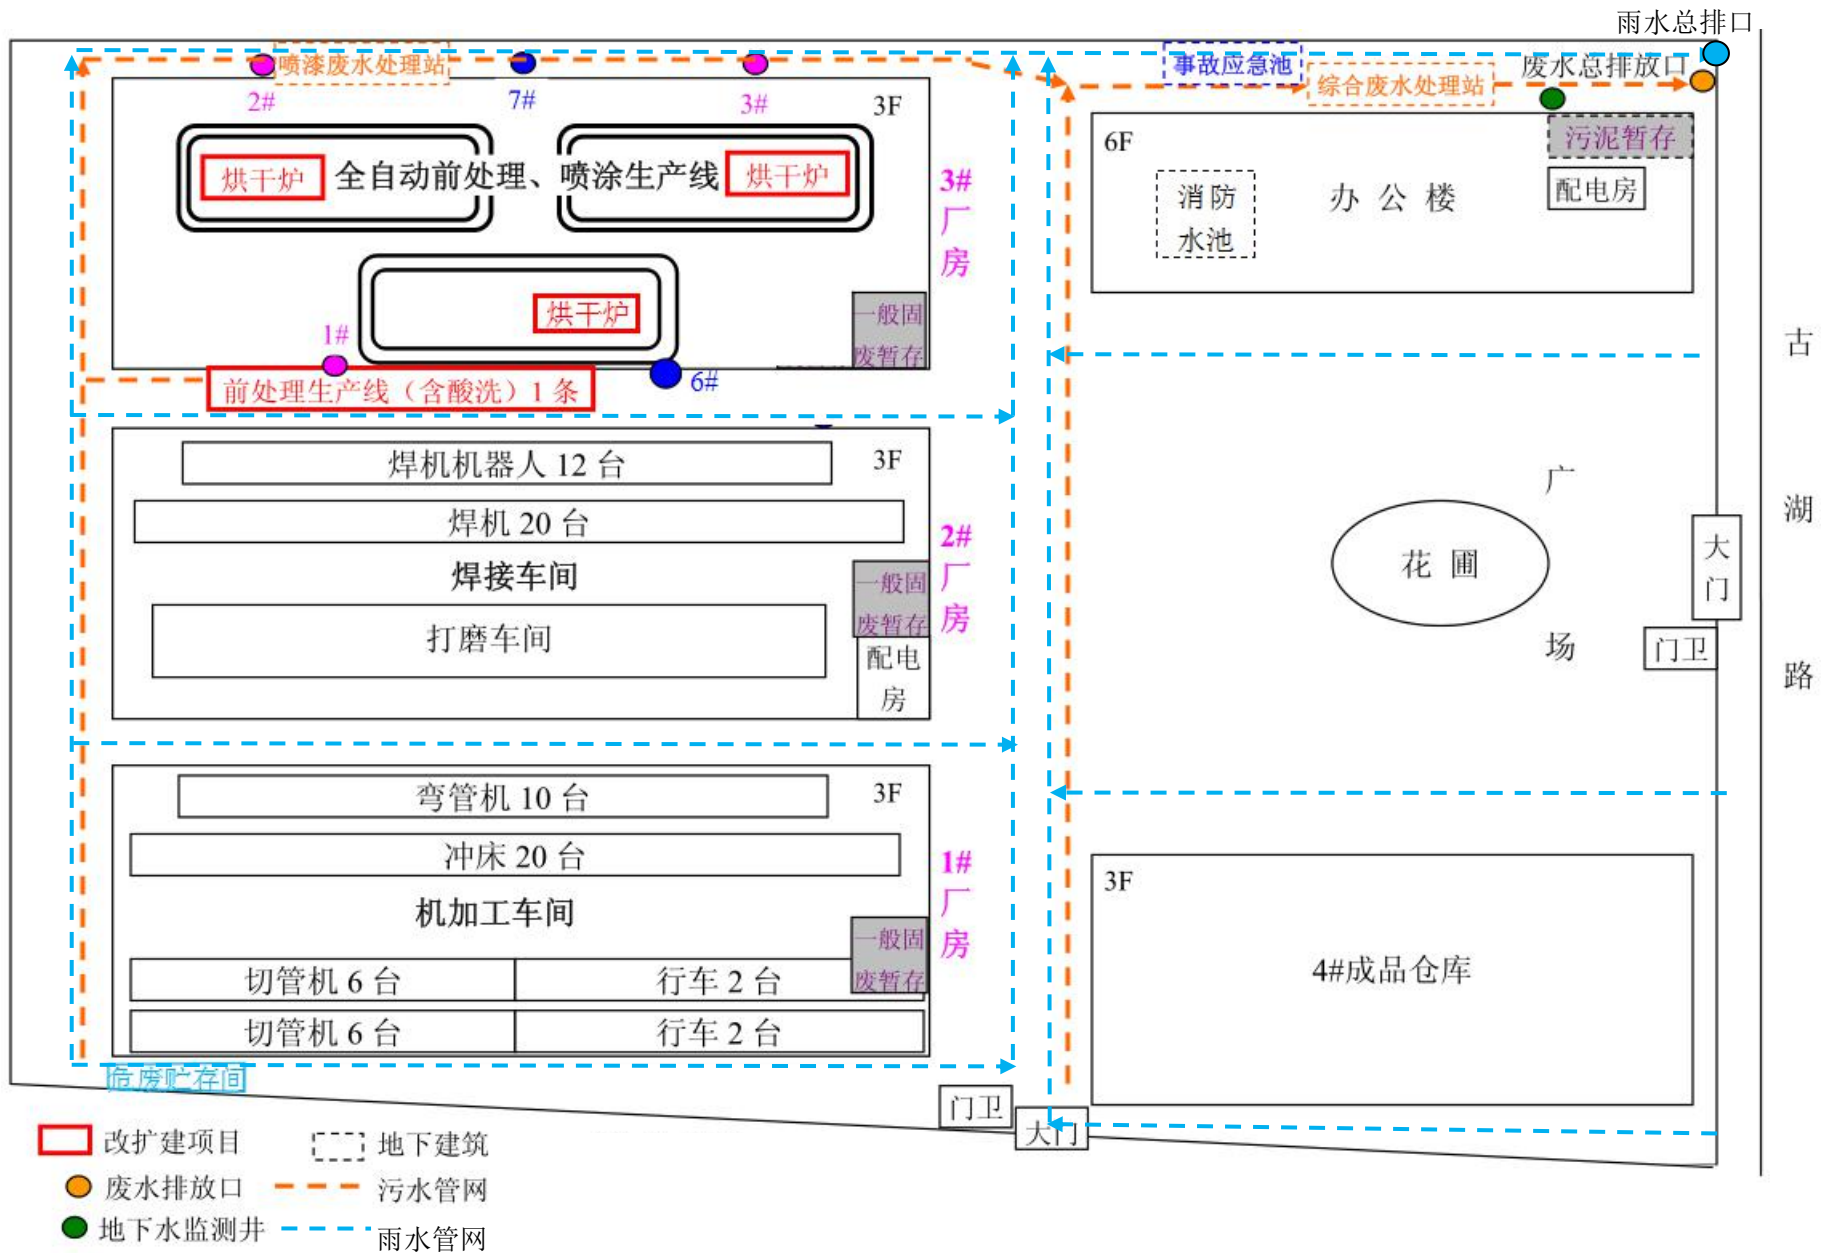 雨水总排口
喷漆废水处理站
事故应急池
综合废水处理站
废水总排放口
2#
7#
3#
3F
烘干炉
全自动前处理、喷涂生产线
烘干炉
3#厂房
烘干炉
一般固
废暂存
1#
6#
前处理生产线（含酸洗）1 条
6F
消防
水池
办 公 楼
污泥暂存
配电房
焊机机器人 12 台
3F
焊机 20 台
焊接车间
2#厂房
一般固
废暂存
打磨车间
配电
房
广
场
花 圃
大
门
门卫
古
湖
路
弯管机 10 台
3F
冲床 20 台
机加工车间
1#厂房
一般固
废暂存
切管机 6 台
行车 2 台
切管机 6 台
行车 2 台
3F
4#成品仓库
危废贮存间
门卫
大门
改扩建项目
地下建筑
废水排放口
污水管网
地下水监测井
雨水管网